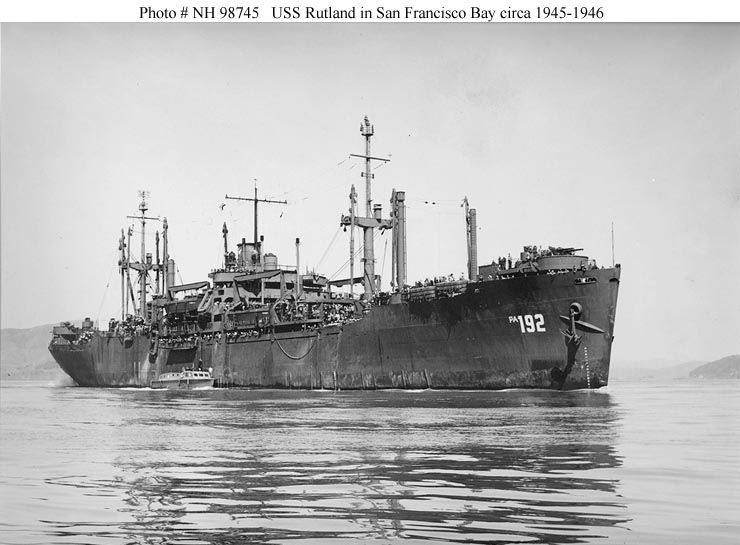 Photo # NH 98745 USS Rutland in San Francisco Bay circa 1945-1946
PA 192